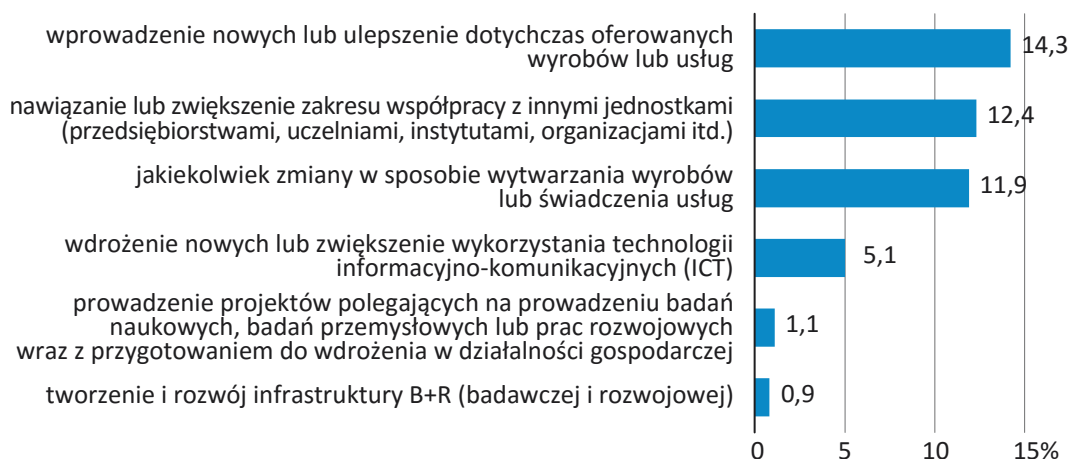 wprowadzenie nowych lub ulepszenie dotychczas oferowanych
wyrobów lub usług
14,3
nawiązanie lub zwiększenie zakresu współpracy z innymi jednostkami
(przedsiębiorstwami, uczelniami, instytutami, organizacjami itd.)
12,4
jakiekolwiek zmiany w sposobie wytwarzania wyrobów
lub świadczenia usług
11,9
wdrożenie nowych lub zwiększenie wykorzystania technologii
informacyjno-komunikacyjnych (ICT)
5,1
prowadzenie projektów polegających na prowadzeniu badań
naukowych, badań przemysłowych lub prac rozwojowych
wraz z przygotowaniem do wdrożenia w działalności gospodarczej
1,1
tworzenie i rozwój infrastruktury B+R (badawczej i rozwojowej)
0,9
0 5 10 15%